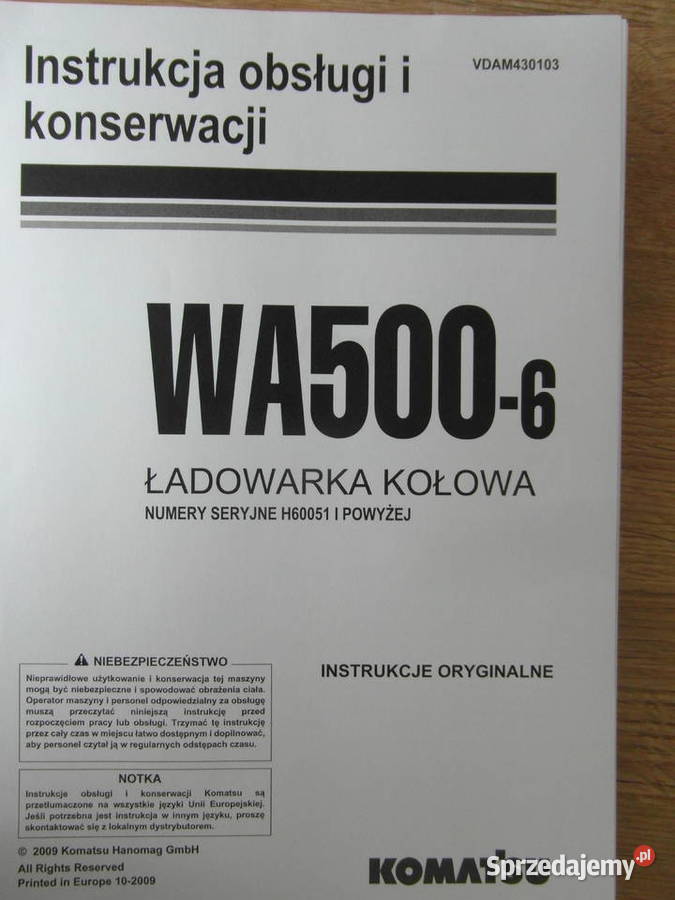 Instrukcja obsługi i
konserwacji
VDAM430103
WA500-6
ŁADOWARKA KOŁOWA
NUMERY SERYJNE H60051 I POWYŻEJ
NIEBEZPIECZEŃSTWO
Nieprawidłowe użytkowanie i konserwacja tej maszyny
mogą być niebezpieczne i spowodować obrażenia ciała.
Operator maszyny i personel odpowiedzialny za obsługę
muszą przeczytać niniejszą instrukcję przed
rozpoczęciem pracy lub obsługi. Trzymać tę instrukcję
przez cały czas w miejscu łatwo dostępnym i dopilnować,
aby personel czytał ją w regularnych odstępach czasu.
INSTRUKCJE ORYGINALNE
NOTKA
Instrukcje obsługi i konserwacji Komatsu są
przetłumaczone na wszystkie języki Unii Europejskiej.
Jeśli potrzebna jest instrukcja w innym języku, proszę
skontaktować się z lokalnym dystrybutorem.
© 2009 Komatsu Hanomag GmbH
All Rights Reserved
Printed in Europe 10-2009
KOMATSU
Sprzedajemy.pl